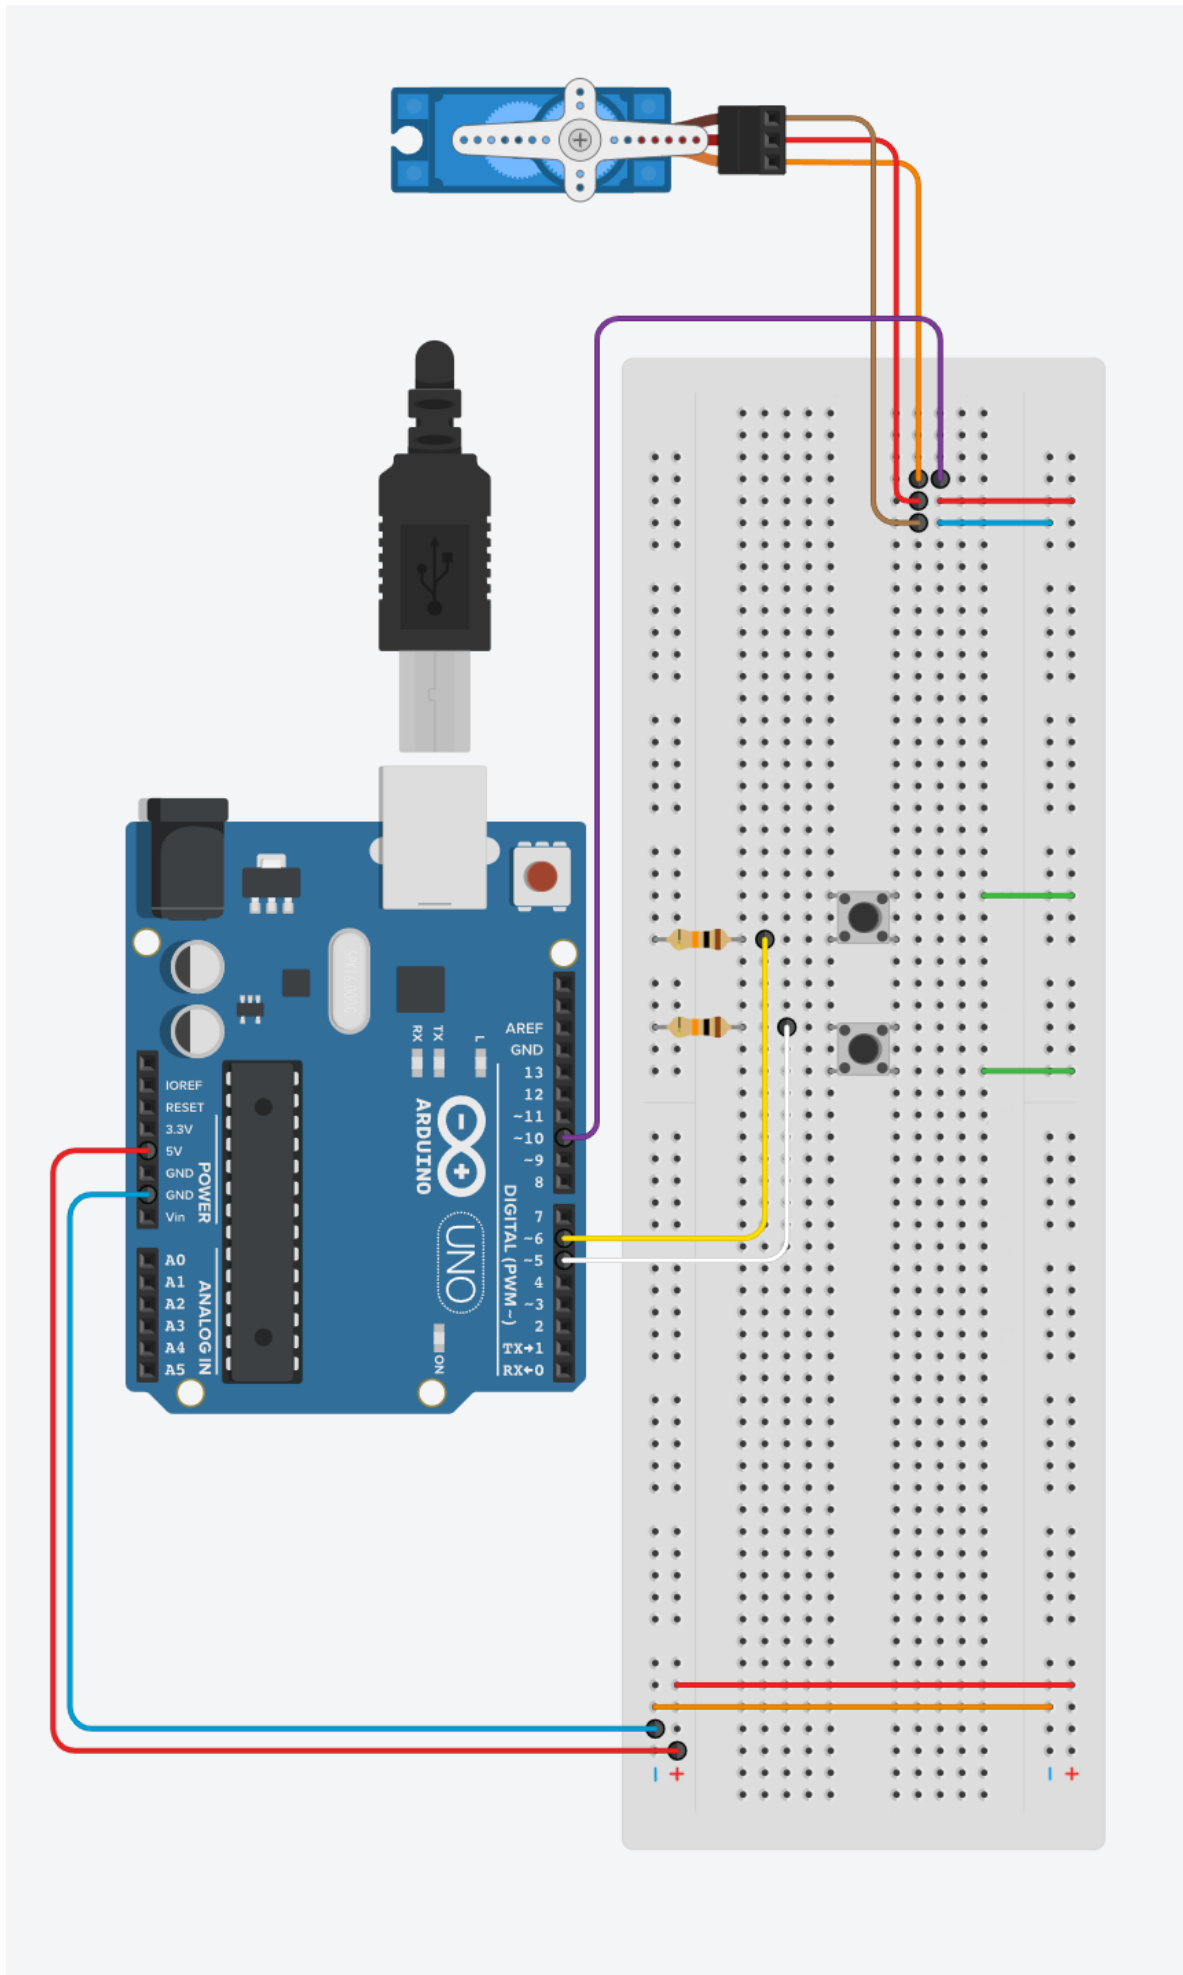 RX
TX
L
AREF
GND
13
12
~11
~10
~9
8
IOREF
RESET
3.3V
5V
GND
GND
Vin
POWER
ARDUINO
UNO
DIGITAL (PWM~)
7
~6
~5
4
~3
2
TX→1
RX←0
A0
A1
A2
A3
A4
A5
ANALOG IN
ON
- +
- +